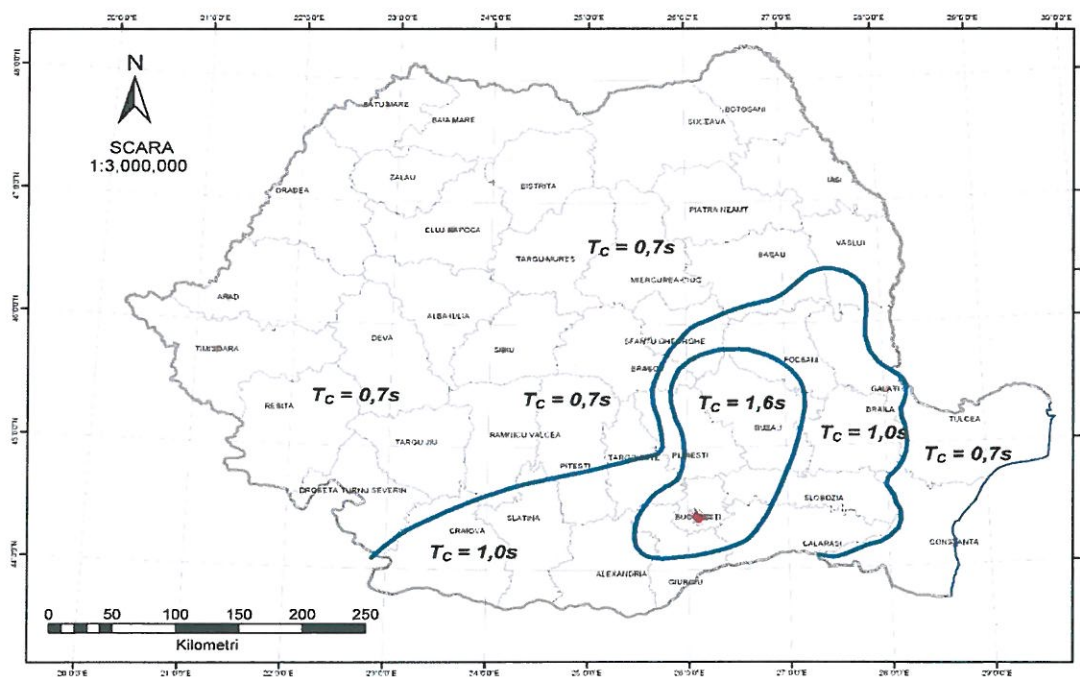 N
SCARA
1:3,000,000
BAIA MARE
SUCEAVA
BOTOSANI
ZALAU
ORADEA
BISTRITA
IASI
PIATRA NEAMT
CLUJ NAPOCA
TARGU MURES
T_C = 0,7s
BACAU
VASLUI
MIERCUREA CIUC
ARAD
ALBA IULIA
DEVA
SIBIU
TIMISOARA
SFANTU GHEORGHE
BRASOV
FOCSANI
RESITA
T_C = 0,7s
T_C = 0,7s
T_C = 1,6s
GALATI
BRAILA
TULCEA
TARGU JIU
RAMNICU VALCEA
BUZAU
T_C = 1,0s
T_C = 0,7s
PITESTI
PLOIESTI
DROBETA TURNU SEVERIN
SLOBOZIA
CRAIOVA
SLATINA
CALARASI
CONSTANTA
T_C = 1,0s
ALEXANDRIA
GIURGIU
0 50 100 150 200 250
Kilometri